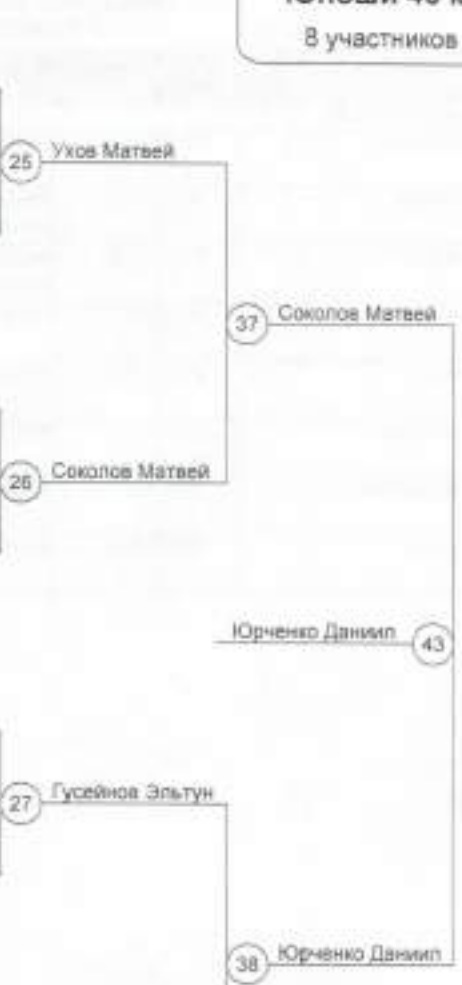 8 участников
25 Ухов Матвей
37 Соколов Матвей
26 Соколов Матвей
Юрченко Даниил 43
27 Гусейнов Эльтун
38 Юрченко Даниил